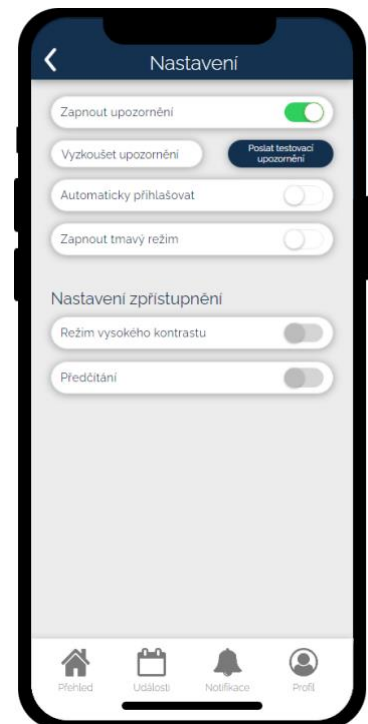 Nastavení
Zapnout upozornění
Vyzkoušet upozornění
Poslat testovací
upozornění
Automaticky přihlašovat
Zapnout tmavý režim
Nastavení zpřístupnění
Režim vysokého kontrastu
Předčítání
Přehled
Události
Notifikace
Profil